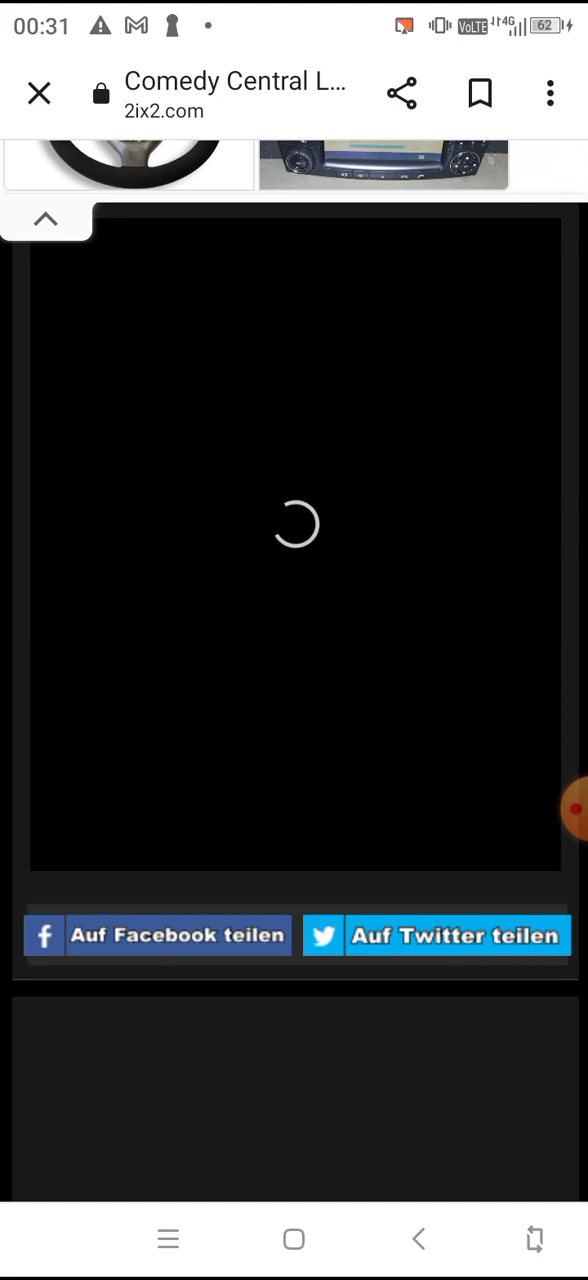 00:31 VoLTE 4G 62
Comedy Central L...
2ix2.com
Auf Facebook teilen
Auf Twitter teilen